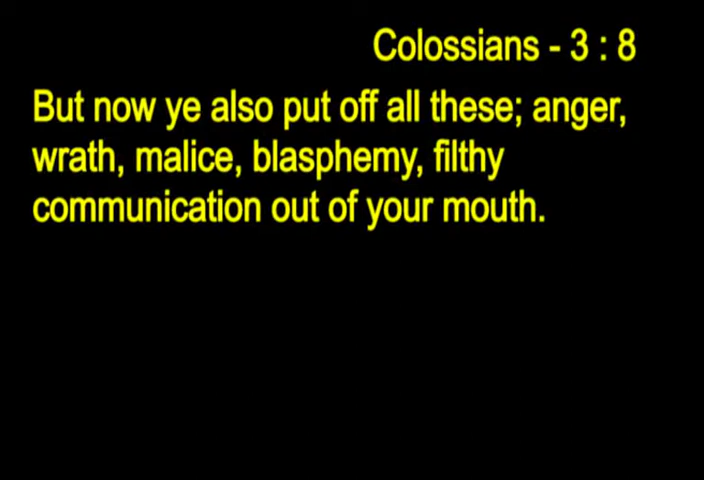 Colossians - 3 : 8
But now ye also put off all these; anger,
wrath, malice, blasphemy, filthy
communication out of your mouth.